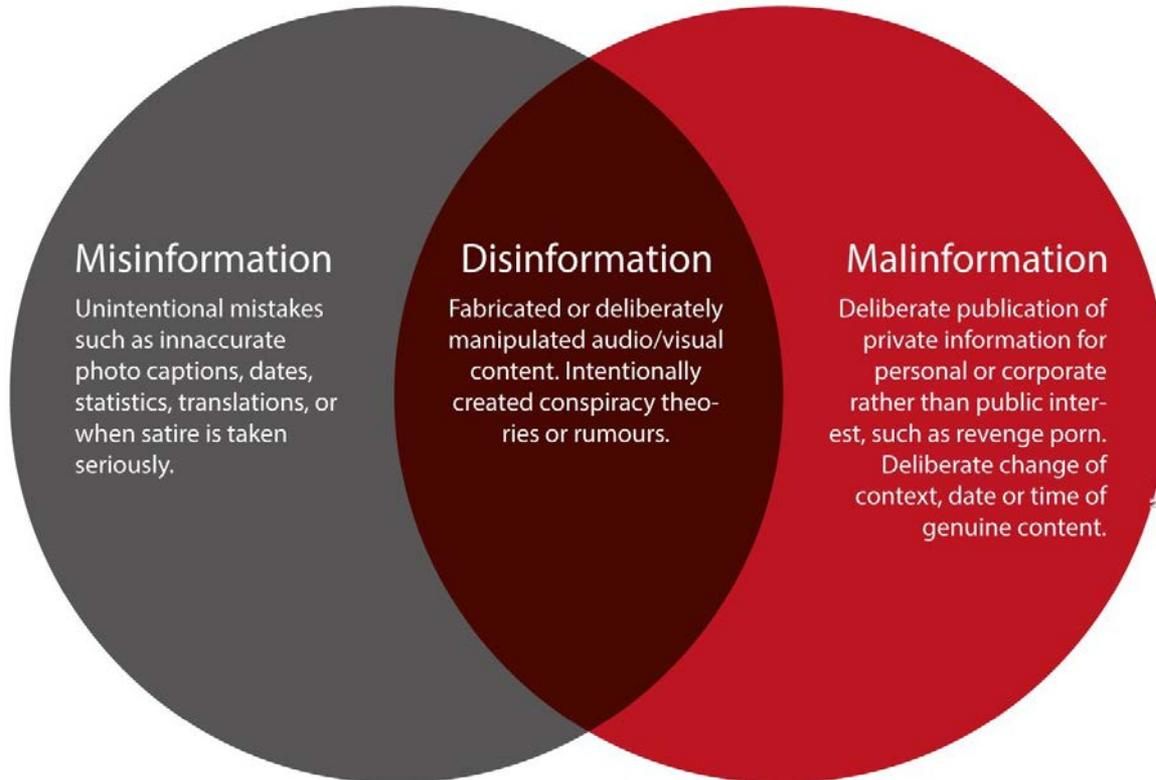 Misinformation
Unintentional mistakes
such as innaccurate
photo captions, dates,
statistics, translations, or
when satire is taken
seriously.
Disinformation
Fabricated or deliberately
manipulated audio/visual
content. Intentionally
created conspiracy theo-
ries or rumours.
Malinformation
Deliberate publication of
private information for
personal or corporate
rather than public inter-
est, such as revenge porn.
Deliberate change of
context, date or time of
genuine content.